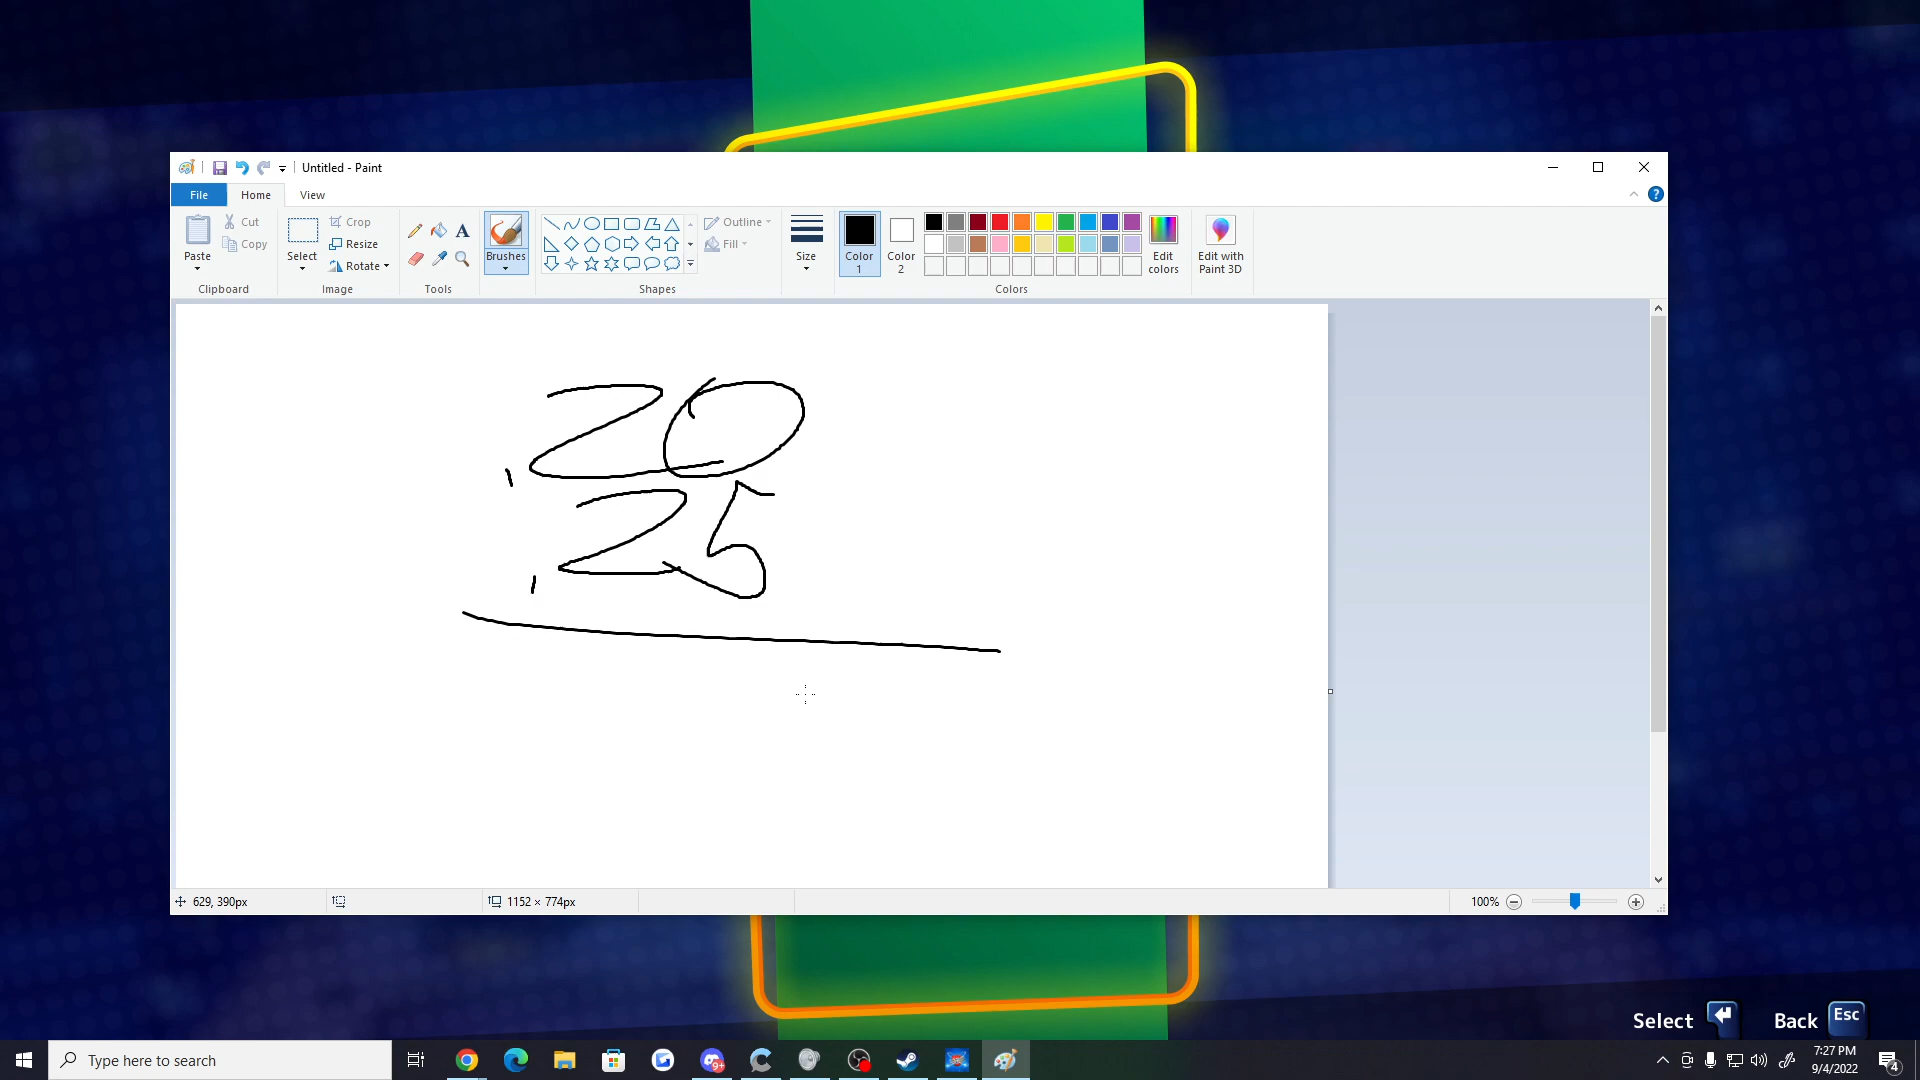 Untitled - Paint
File Home View
Paste
Cut
Copy
Clipboard
Select
Crop
Resize
Rotate
Image
A
Tools
Brushes
Outline
Fill
Shapes
Size
Color 1
Color 2
Edit colors
Colors
Edit with Paint 3D
?
.20
.25
629, 390px
1152 × 774px
100%
Select
Back Esc
Type here to search
9+
7:27 PM
9/4/2022
4